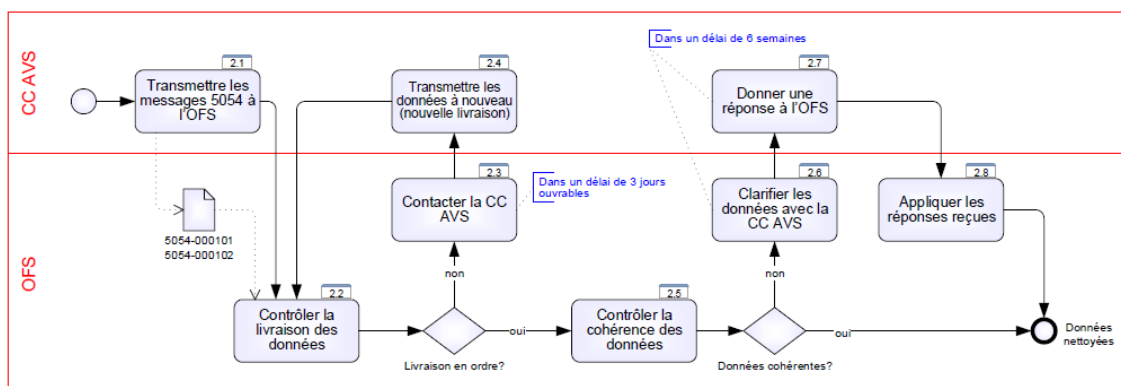 CC AVS
2.1
Transmettre les
messages 5054 à
l'OFS
2.4
Transmettre les
données à nouveau
(nouvelle livraison)
Dans un délai de 6 semaines
2.7
Donner une
réponse à l'OFS
OFS
5054-000101
5054-000102
2.3
Contacter la CC
AVS
Dans un délai de 3 jours
ouvrables
2.6
Clarifier les
données avec la
CC AVS
2.8
Appliquer les
réponses reçues
non
non
2.2
Contrôler la
livraison des
données
Livraison en ordre?
oui
2.5
Contrôler la
cohérence des
données
Données cohérentes?
oui
Données
nettoyées